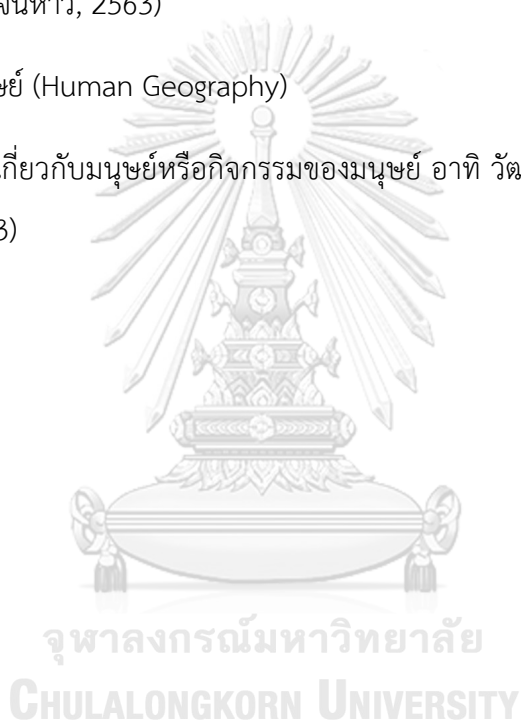 จันหาว, 2563)
ษย์ (Human Geography)
เกี่ยวกับมนุษย์หรือกิจกรรมของมนุษย์ อาทิ วัต
3)
จุฬาลงกรณ์มหาวิทยาลัย
CHULALONGKORN UNIVERSITY